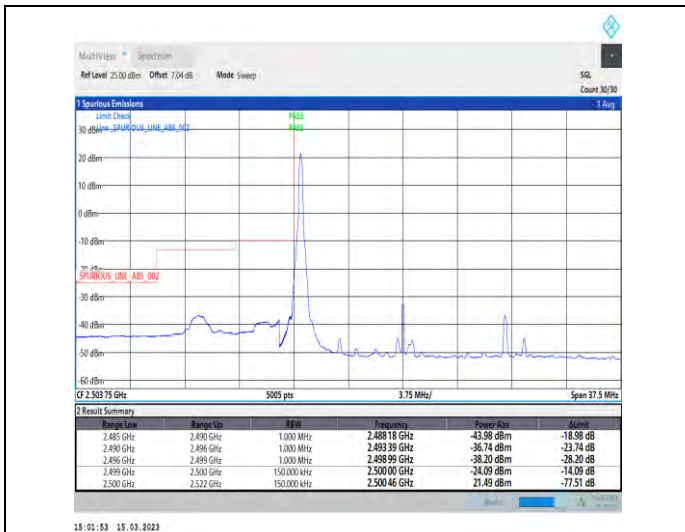 MultiView Spectrum
Ref Level 25.00 dBm Offset 7.04 dB Mode Sweep SGL
Count 30/30
1 Spurious Emissions 1 Avg
Limit Check PASS
30 dBm Line _SPURIOUS_LINE_ABS_002 PASS
20 dBm
10 dBm
0 dBm
-10 dBm
-20 dBm
SPURIOUS_LINE_ABS_002
-30 dBm
-40 dBm
-50 dBm
-60 dBm
CF 2.503 75 GHz 5005 pts 3.75 MHz/ Span 37.5 MHz
2 Result Summary
Range Low Range Up RBW Frequency Power Abs ΔLimit
2.485 GHz 2.490 GHz 1.000 MHz 2.488 18 GHz -43.98 dBm -18.98 dB
2.490 GHz 2.496 GHz 1.000 MHz 2.493 39 GHz -36.74 dBm -23.74 dB
2.496 GHz 2.499 GHz 1.000 MHz 2.498 99 GHz -38.20 dBm -28.20 dB
2.499 GHz 2.500 GHz 150.000 kHz 2.500 00 GHz -24.09 dBm -14.09 dB
2.500 GHz 2.522 GHz 150.000 kHz 2.500 46 GHz 21.49 dBm -77.51 dB
15:01:53 15.03.2023